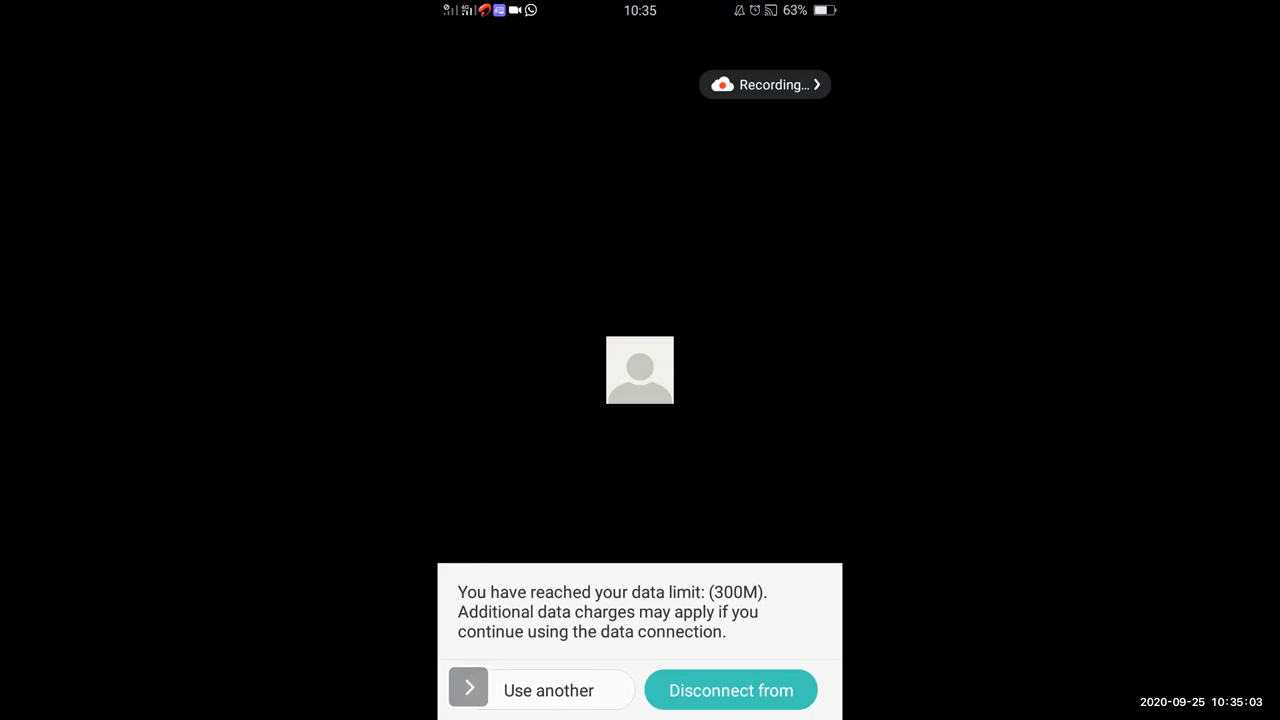 10:35
63%
Recording...
You have reached your data limit: (300M).
Additional data charges may apply if you
continue using the data connection.
Use another
Disconnect from
2020-09-25 10:35:03